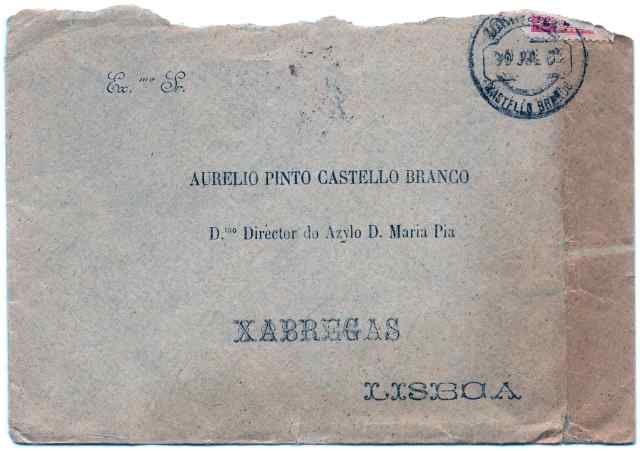 Ex.mo Sr.
CASTELLO BRANCO
AURELIO PINTO CASTELLO BRANCO
D.mo Director do Azylo D. Maria Pia
XABREGAS
LISBOA